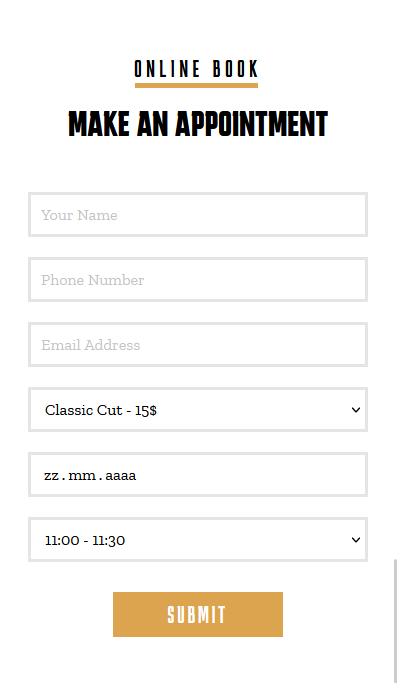 ONLINE BOOK
MAKE AN APPOINTMENT
Your Name
Phone Number
Email Address
Classic Cut - 15$
zz.mm.aaaa
11:00 - 11:30
SUBMIT